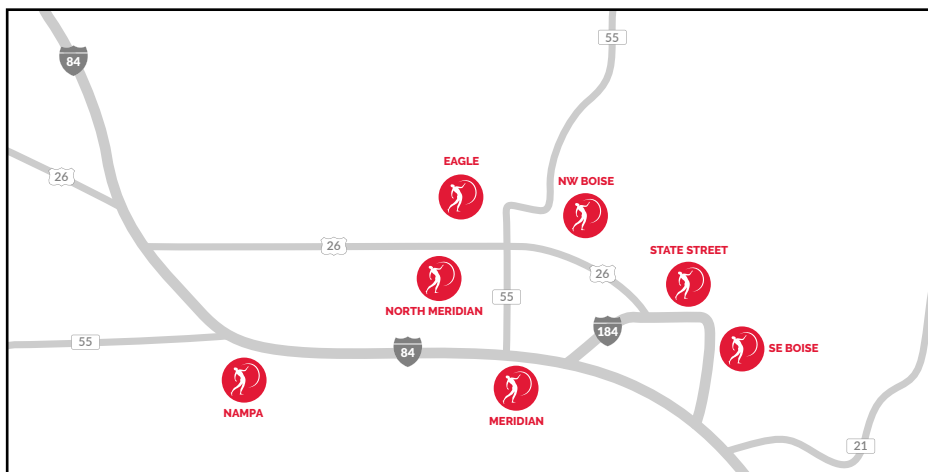 55
84
EAGLE
26
NW BOISE
26
STATE STREET
26
55
NORTH MERIDIAN
184
55
84
SE BOISE
NAMPA
MERIDIAN
21